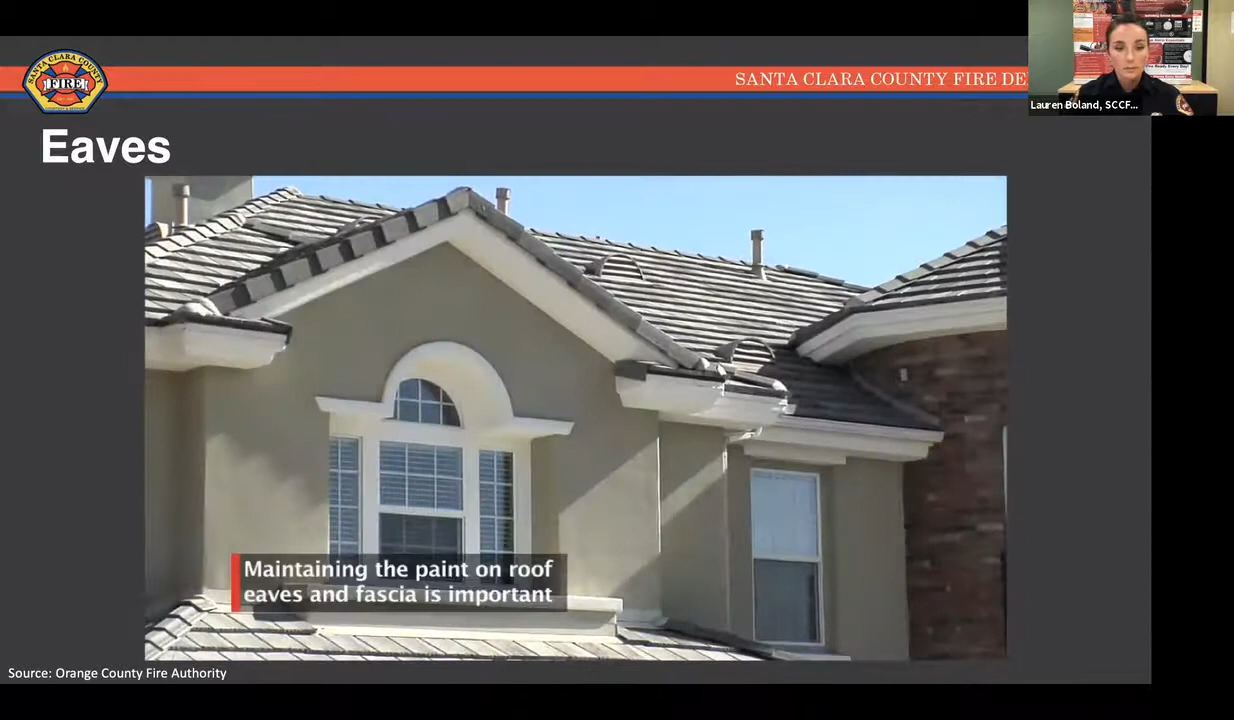 SANTA CLARA COUNTY
FIRE
SANTA CLARA COUNTY FIRE DE
Lauren Boland, SCCF...
Eaves
Maintaining the paint on roof
eaves and fascia is important
Source: Orange County Fire Authority